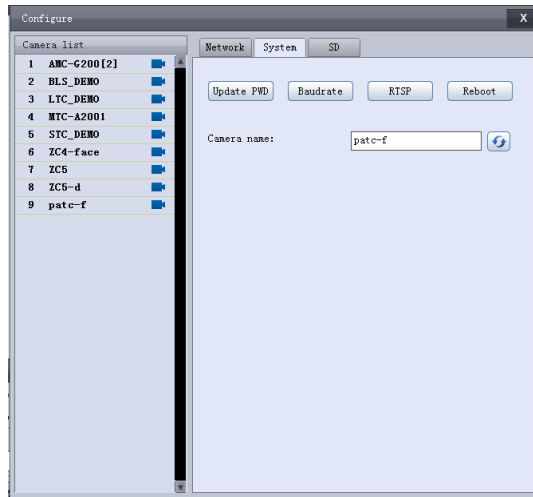 Configure X
Camera list
1 AMC-G200[2]
2 BLS_DEMO
3 LTC_DEMO
4 MTC-A2001
5 STC_DEMO
6 ZC4-face
7 ZC5
8 ZC5-d
9 patc-f
Network System SD
Update PWD Baudrate RTSP Reboot
Camera name: patc-f